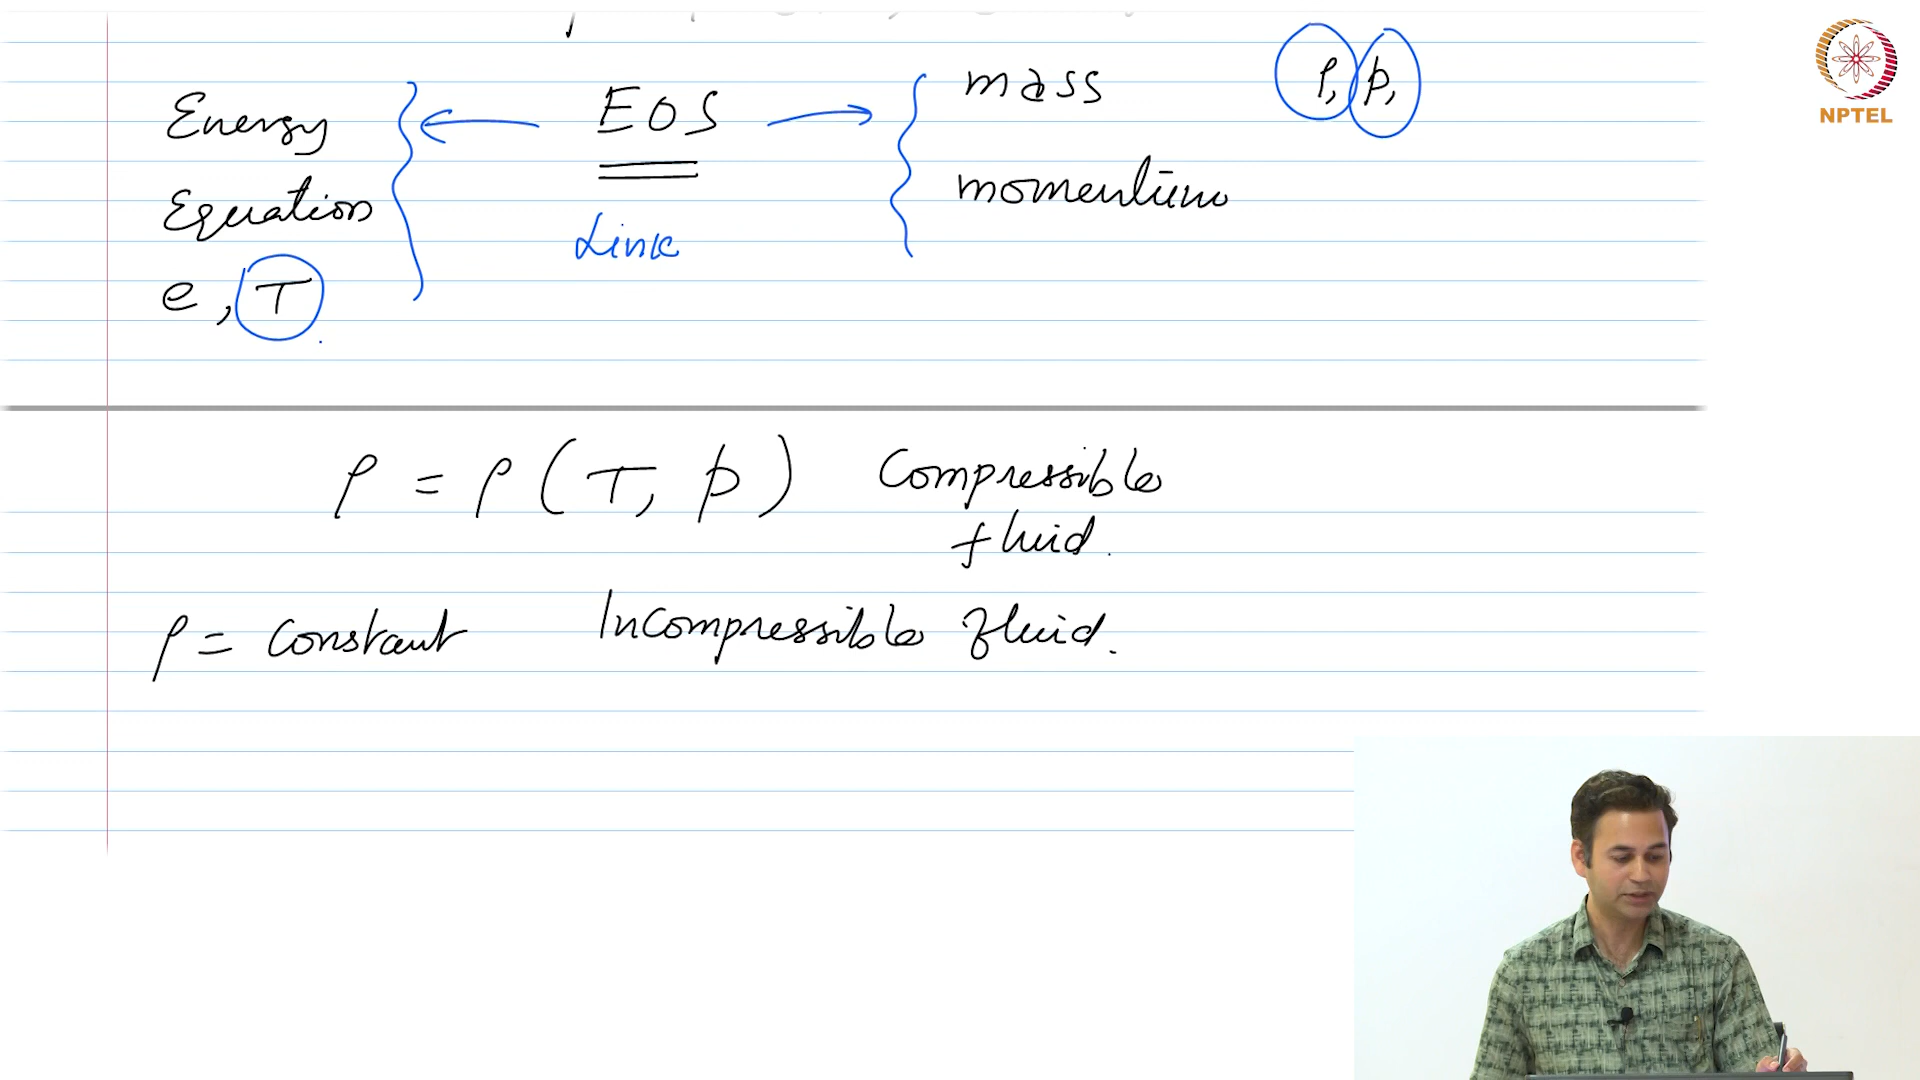 Energy
Equation
e, T
EOS
Link
mass
momentum
ρ, p,
NPTEL
ρ = ρ (T, p) Compressible
fluid.
ρ = constant Incompressible fluid.